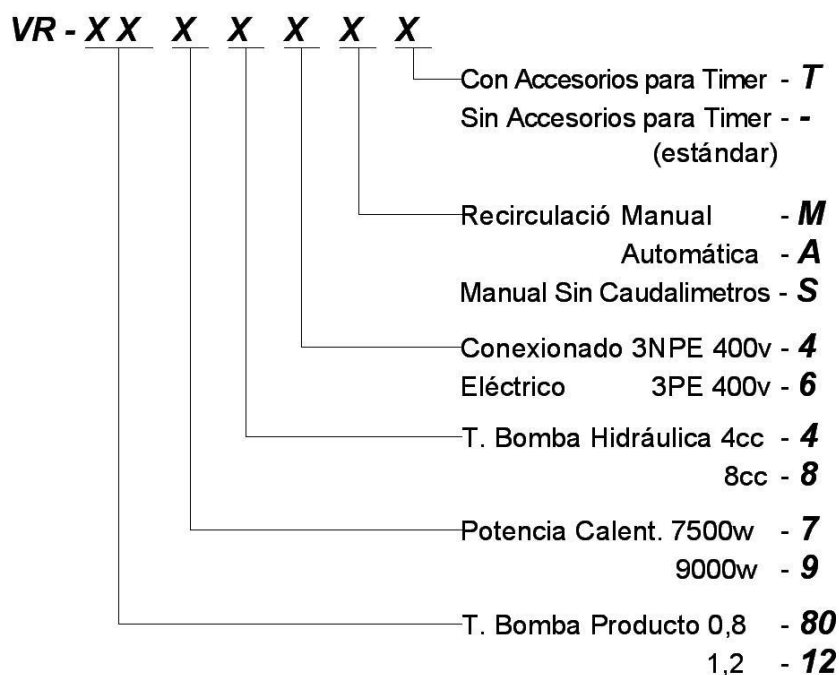 VR - XX X X X X X
Con Accesorios para Timer - T
Sin Accesorios para Timer - -
(estándar)
Recirculació Manual - M
Automática - A
Manual Sin Caudalimetros - S
Conexionado 3NPE 400v - 4
Eléctrico 3PE 400v - 6
T. Bomba Hidráulica 4cc - 4
8cc - 8
Potencia Calent. 7500w - 7
9000w - 9
T. Bomba Producto 0,8 - 80
1,2 - 12